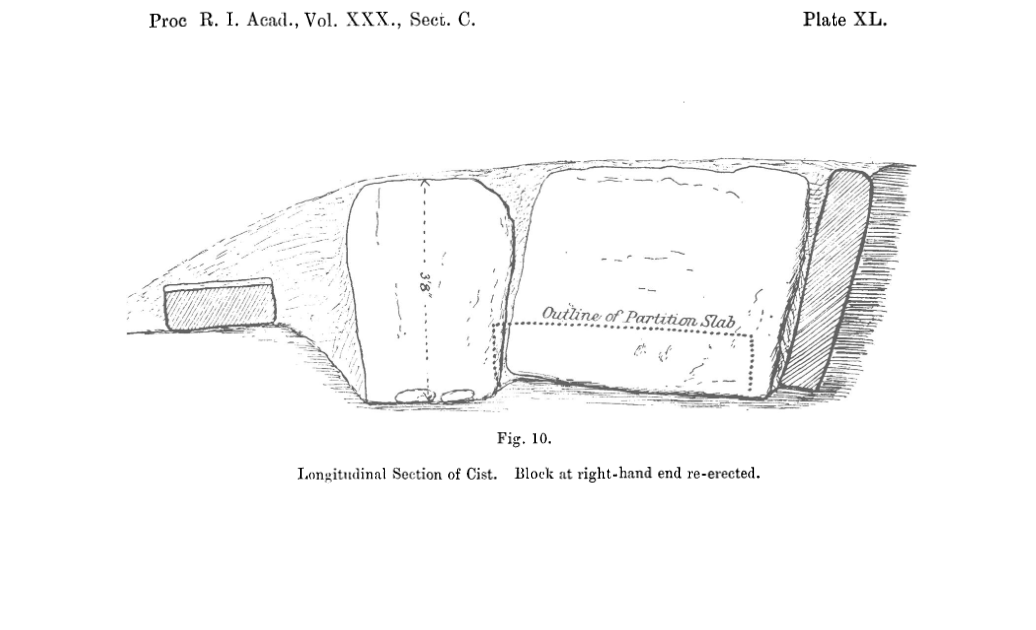 Proc R. I. Acad., Vol. XXX., Sect. C.
Plate XL.
3'8"
Outline of Partition Slab
Fig. 10.
Longitudinal Section of Cist. Block at right-hand end re-erected.